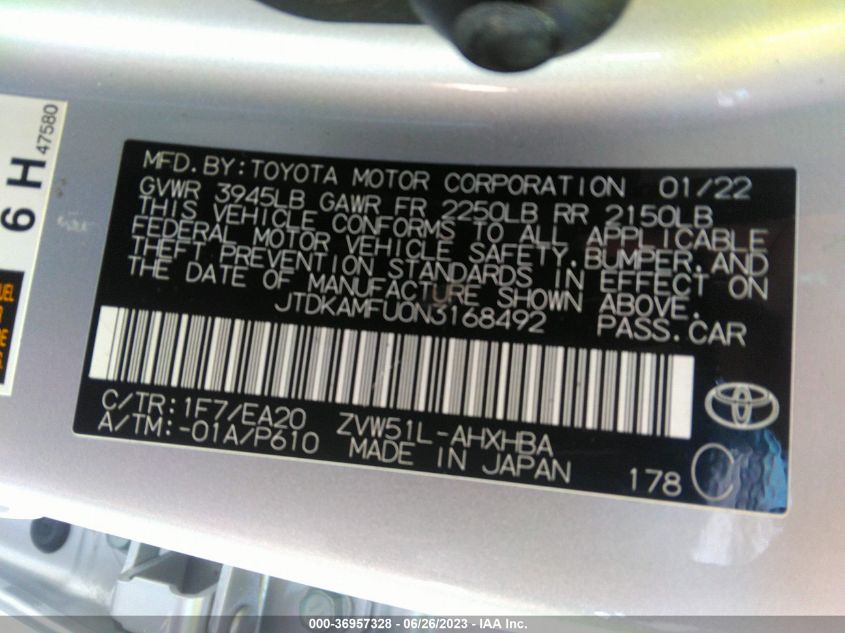 47580
6 H
UEL
MFD.BY:TOYOTA MOTOR CORPORATION 01/22
GVWR 3945LB GAWR FR 2250LB RR 2150LB
THIS VEHICLE CONFORMS TO ALL APPLICABLE
FEDERAL MOTOR VEHICLE SAFETY.BUMPER.AND
THEFT PREVENTION STANDARDS IN EFFECT ON
THE DATE OF MANUFACTURE SHOWN ABOVE.
JTDKAMFU0N3168492 PASS.CAR
C/TR:1F7/EA20 ZVW51L-AHXHBA
A/TM:-01A/P610 MADE IN JAPAN 178
000-36957328 - 06/26/2023 - IAA Inc.